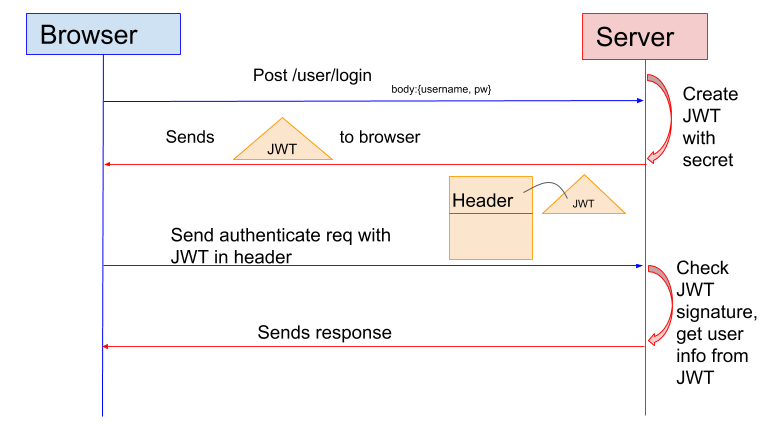 Browser
Server
Post /user/login
body:{username, pw}
Create
JWT
with
secret
Sends
JWT
to browser
Header
JWT
Send authenticate req with
JWT in header
Check
JWT
signature,
get user
info from
JWT
Sends response